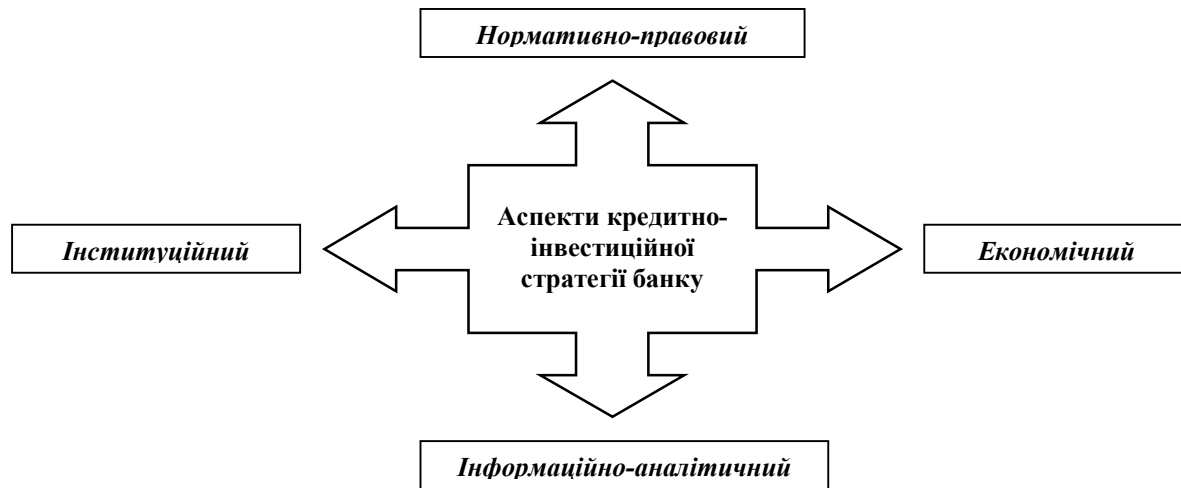 Нормативно-правовий
Аспекти кредитно-
інвестиційної
стратегії банку
Інституційний
Економічний
Інформаційно-аналітичний